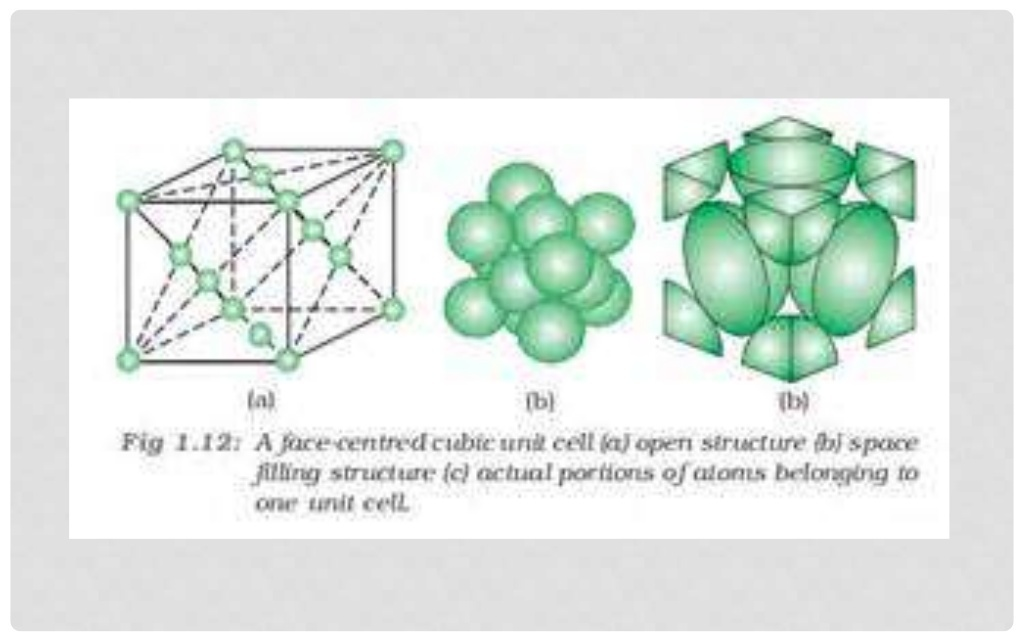 (a) (b) (b)
Fig 1.12: A face-centred cubic unit cell (a) open structure (b) space
filling structure (c) actual portions of atoms belonging to
one unit cell.